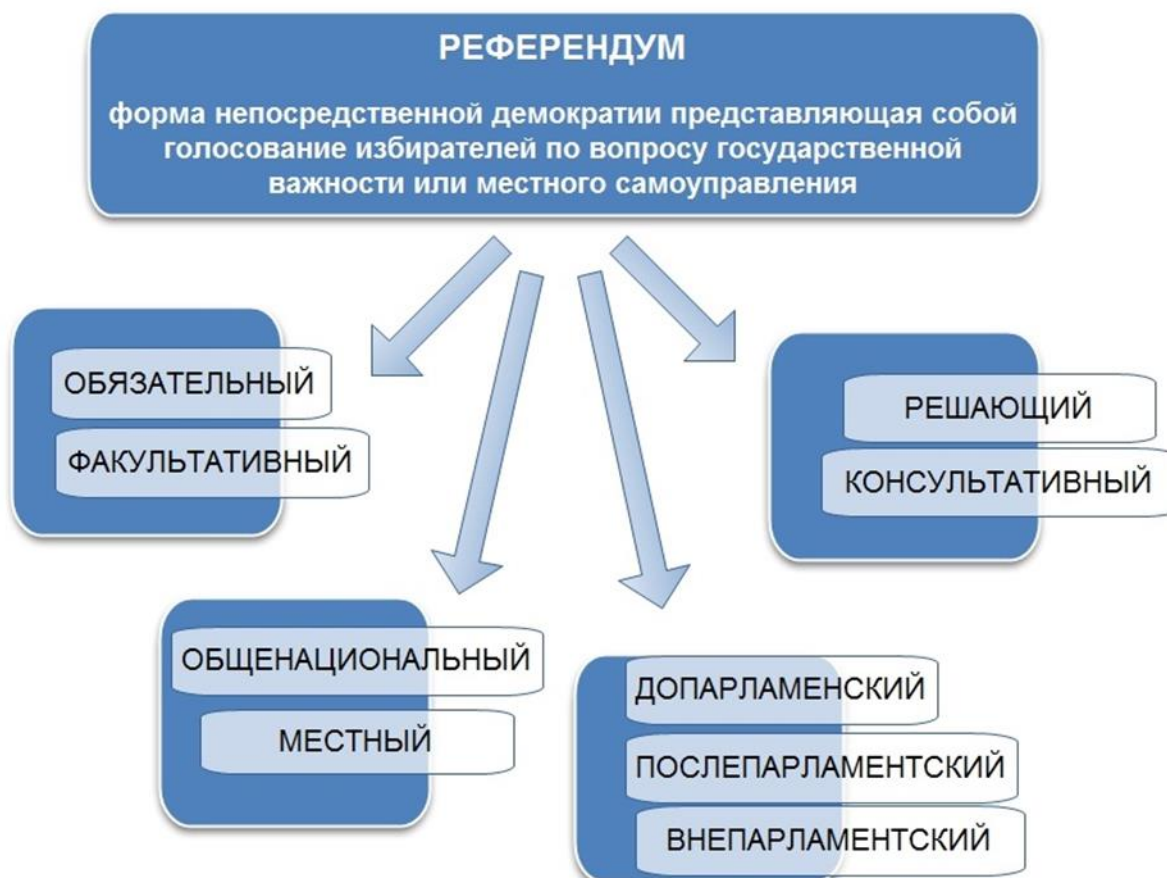 РЕФЕРЕНДУМ
форма непосредственной демократии представляющая собой
голосование избирателей по вопросу государственной
важности или местного самоуправления
ОБЯЗАТЕЛЬНЫЙ
ФАКУЛЬТАТИВНЫЙ
РЕШАЮЩИЙ
КОНСУЛЬТАТИВНЫЙ
ОБЩЕНАЦИОНАЛЬНЫЙ
МЕСТНЫЙ
ДОПАРЛАМЕНСКИЙ
ПОСЛЕПАРЛАМЕНТСКИЙ
ВНЕПАРЛАМЕНТСКИЙ